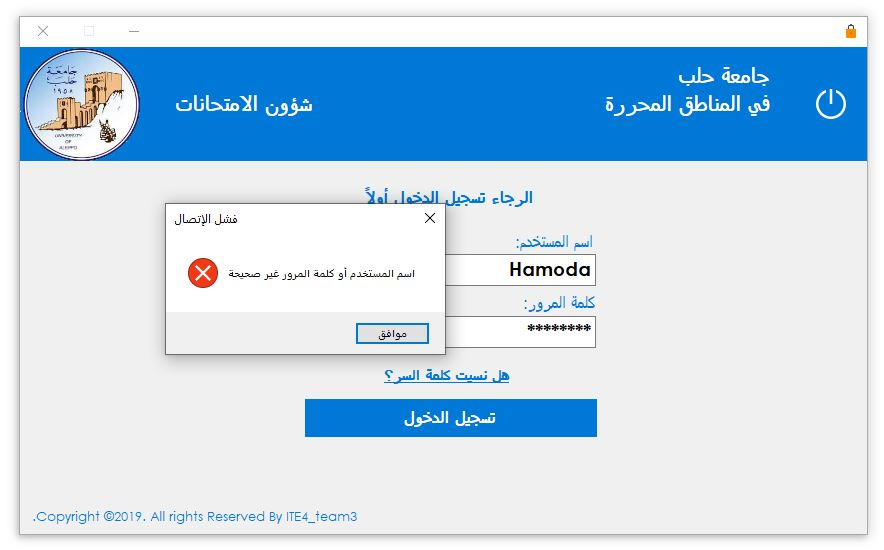 جامعة حلب
في المناطق المحررة
شؤون الامتحانات
جامعة
حلب
١٩٥٨
UNIVERSITY
OF
ALEPPO
الرجاء تسجيل الدخول أولاً
فشل الإتصال
اسم المستخدم أو كلمة المرور غير صحيحة
موافق
اسم المستخدم:
Hamoda
كلمة المرور:
********
هل نسيت كلمة السر؟
تسجيل الدخول
.Copyright ©2019. All rights Reserved By ITE4_team3